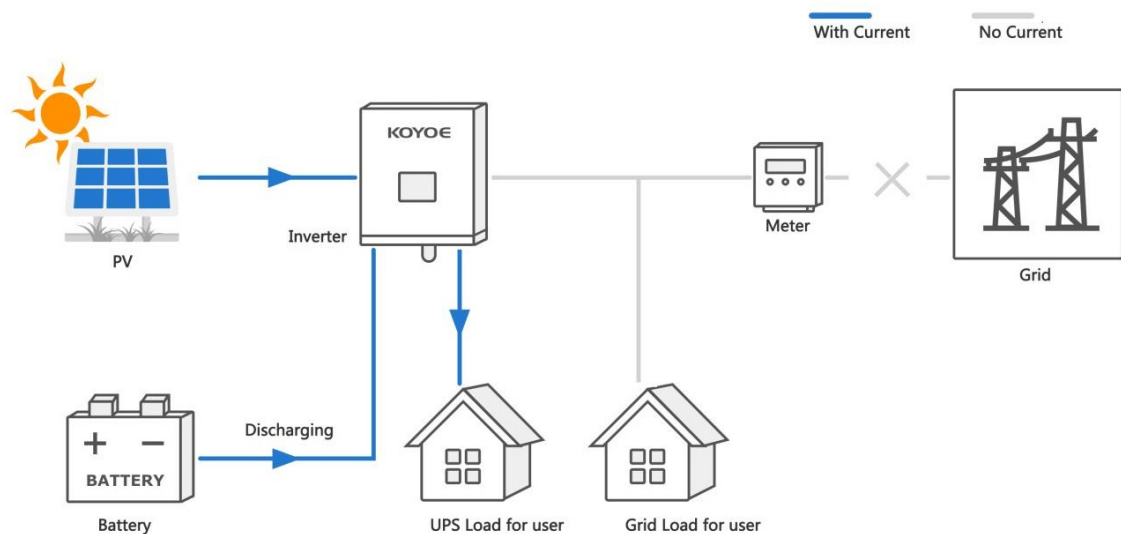 With Current
No Current
KOYOE
Inverter
PV
Meter
Grid
Discharging
+ -
BATTERY
Battery
UPS Load for user
Grid Load for user